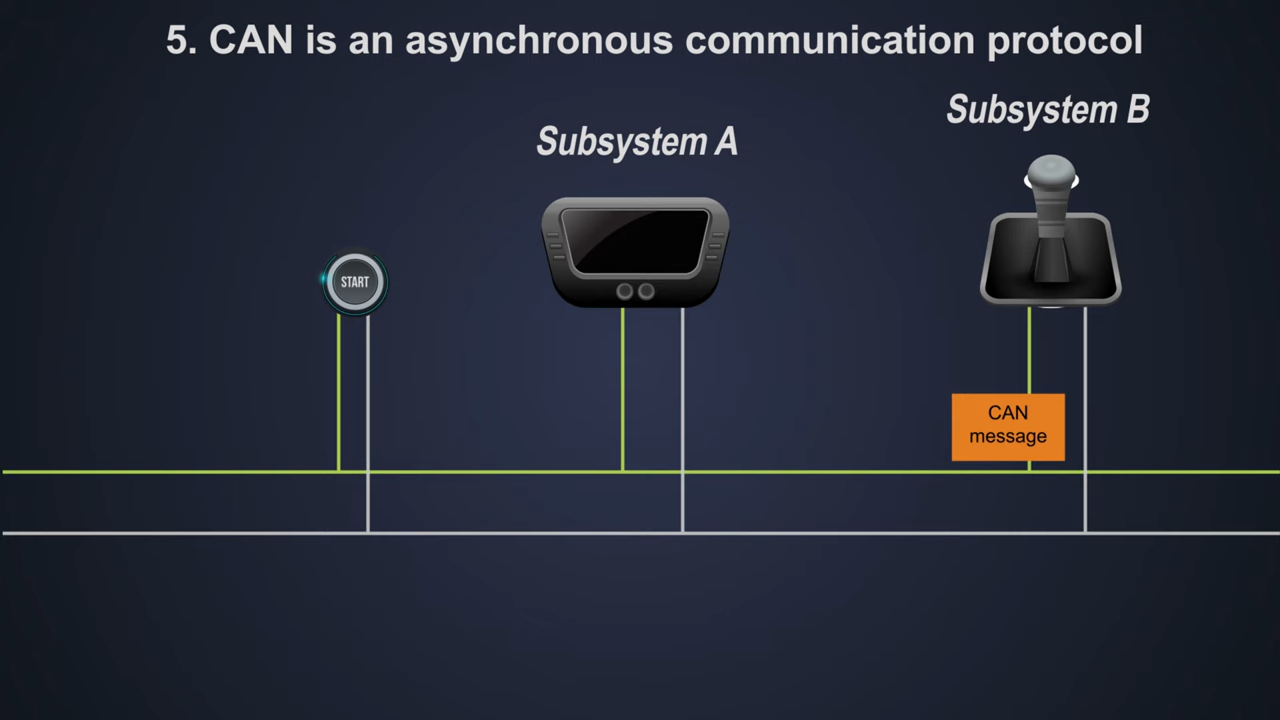 5. CAN is an asynchronous communication protocol
Subsystem B
Subsystem A
START
CAN
message